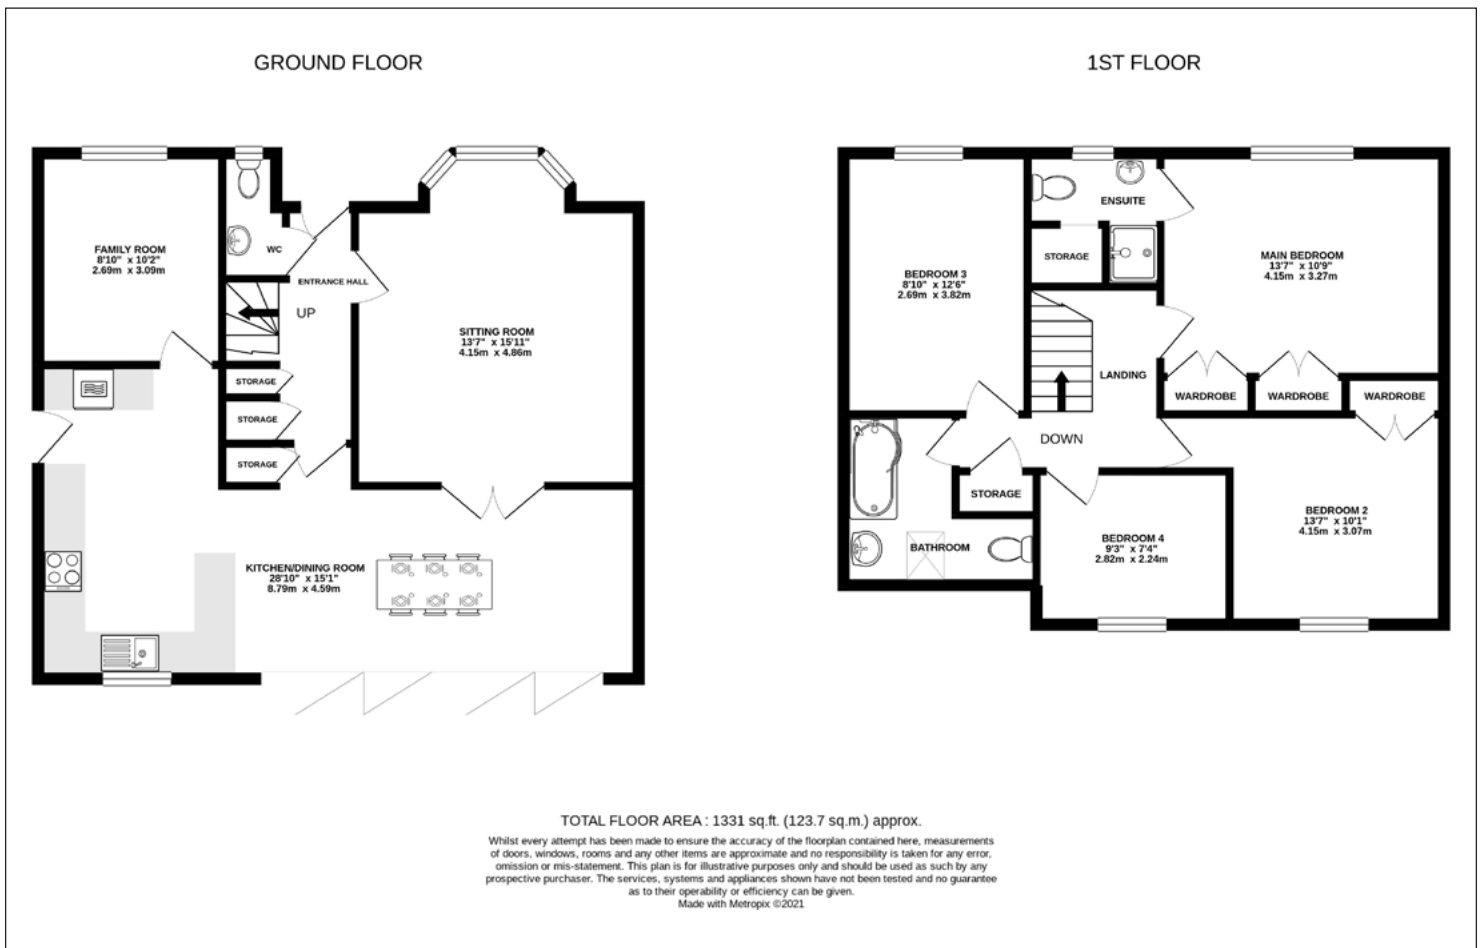 GROUND FLOOR
1ST FLOOR
FAMILY ROOM
8'10" x 10'2"
2.69m x 3.09m
WC
ENTRANCE HALL
UP
SITTING ROOM
13'7" x 15'11"
4.15m x 4.86m
STORAGE
STORAGE
STORAGE
KITCHEN/DINING ROOM
28'10" x 15'1"
8.79m x 4.59m
BEDROOM 3
8'10" x 12'6"
2.69m x 3.82m
ENSUITE
STORAGE
MAIN BEDROOM
13'7" x 10'9"
4.15m x 3.27m
LANDING
WARDROBE
WARDROBE
WARDROBE
DOWN
STORAGE
BATHROOM
BEDROOM 4
9'3" x 7'4"
2.82m x 2.24m
BEDROOM 2
13'7" x 10'1"
4.15m x 3.07m
TOTAL FLOOR AREA : 1331 sq.ft. (123.7 sq.m.) approx.
Whilst every attempt has been made to ensure the accuracy of the floorplan contained here, measurements
of doors, windows, rooms and any other items are approximate and no responsibility is taken for any error,
omission or mis-statement. This plan is for illustrative purposes only and should be used as such by any
prospective purchaser. The services, systems and appliances shown have not been tested and no guarantee
as to their operability or efficiency can be given.
Made with Metropix ©2021